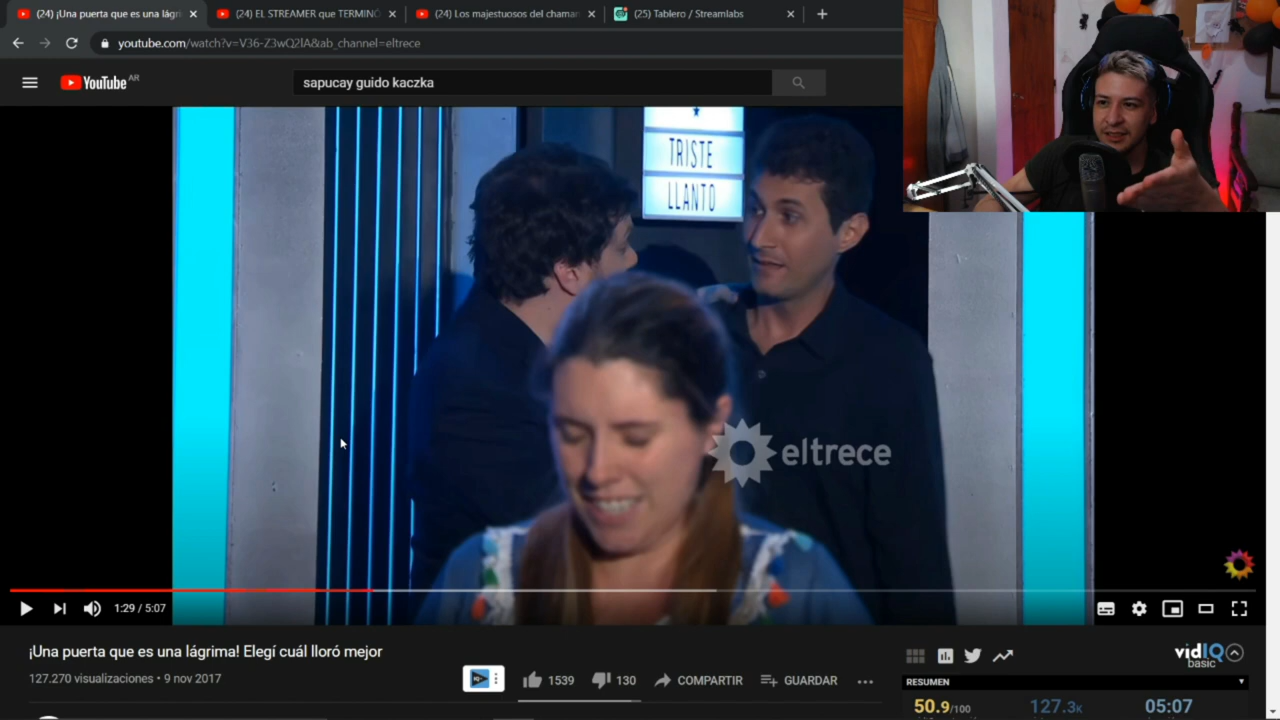 (24) ¡Una puerta que es una lágri
(24) EL STREAMER que TERMINÓ
(24) Los majestuosos del chamam
(25) Tablero / Streamlabs
youtube.com/watch?v=V36-Z3wQ2lA&ab_channel=eltrece
YouTube AR
sapucay guido kaczka
TRISTE
LLANTO
eltrece
1:29 / 5:07
¡Una puerta que es una lágrima! Elegí cuál lloró mejor
127.270 visualizaciones • 9 nov 2017
1539
130
COMPARTIR
GUARDAR
vidIQ
basic
RESUMEN
50.9/100
127.3k
05:07